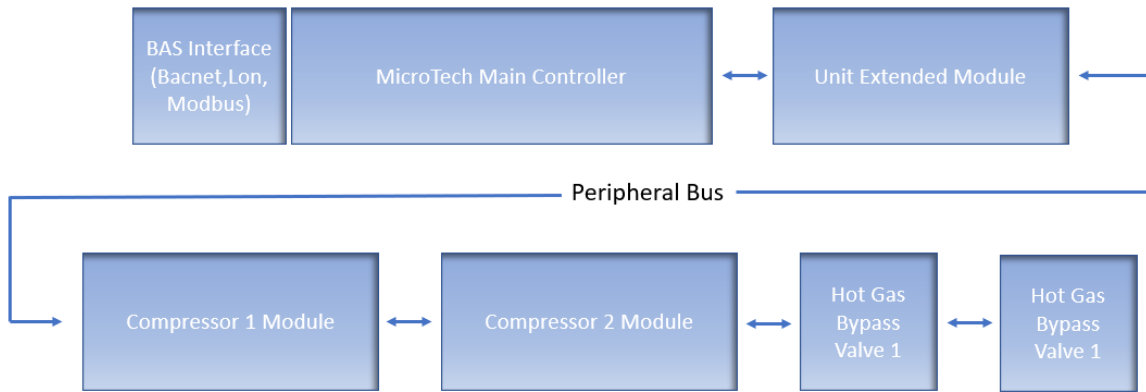 BAS Interface
(Bacnet,Lon,
Modbus)
MicroTech Main Controller
Unit Extended Module
Peripheral Bus
Compressor 1 Module
Compressor 2 Module
Hot Gas
Bypass
Valve 1
Hot Gas
Bypass
Valve 1